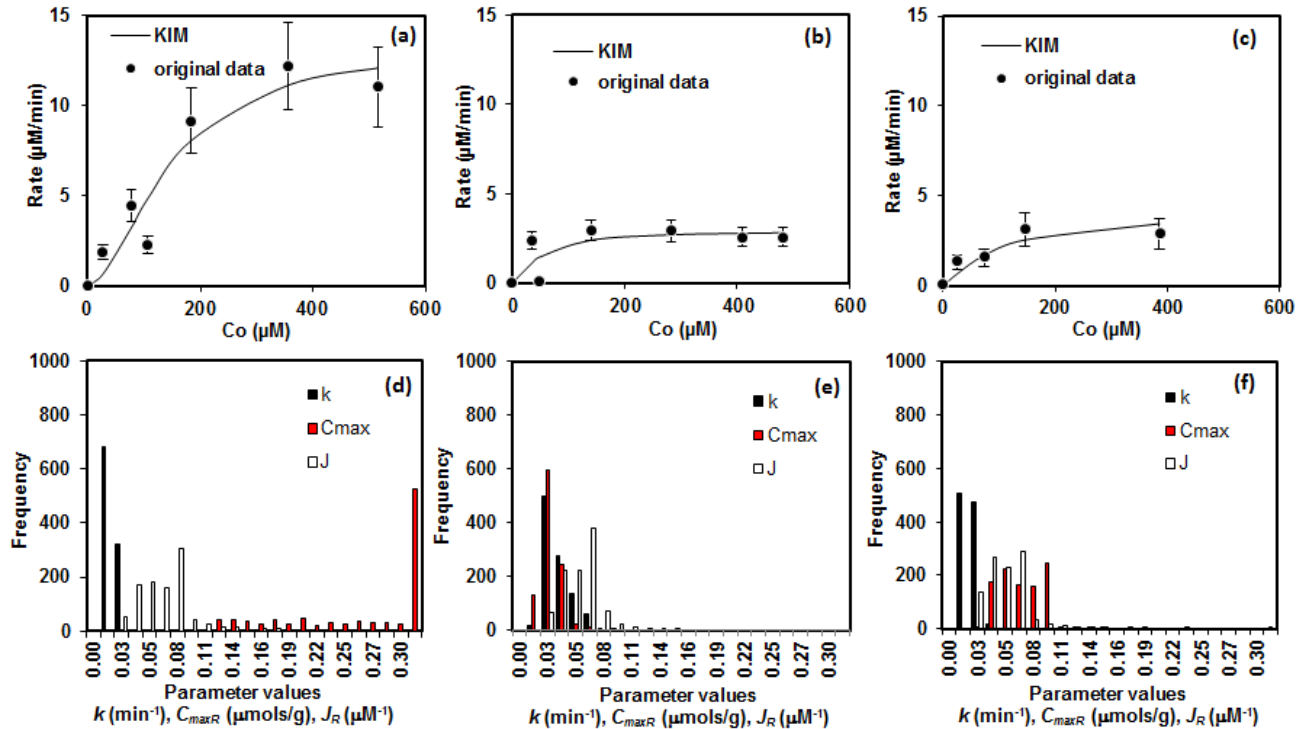 15
10
5
0
Rate (µM/min)
KIM
original data
(a)
0
200
400
600
Co (µM)
15
10
5
0
Rate (µM/min)
KIM
original data
(b)
0
200
400
600
Co (µM)
15
10
5
0
Rate (µM/min)
KIM
original data
(c)
0
200
400
600
Co (µM)
1000
800
600
400
200
0
Frequency
(d)
k
Cmax
J
0.00
0.03
0.05
0.08
0.11
0.14
0.16
0.19
0.22
0.25
0.27
0.30
Parameter values
k (min⁻¹), CmaxR (µmols/g), JR (µM⁻¹)
1000
800
600
400
200
0
Frequency
(e)
k
Cmax
J
0.00
0.03
0.05
0.08
0.11
0.14
0.16
0.19
0.22
0.25
0.27
0.30
Parameter values
k (min⁻¹), CmaxR (µmols/g), JR (µM⁻¹)
1000
800
600
400
200
0
Frequency
(f)
k
Cmax
J
0.00
0.03
0.05
0.08
0.11
0.14
0.16
0.19
0.22
0.25
0.27
0.30
Parameter values
k (min⁻¹), CmaxR (µmols/g), JR (µM⁻¹)